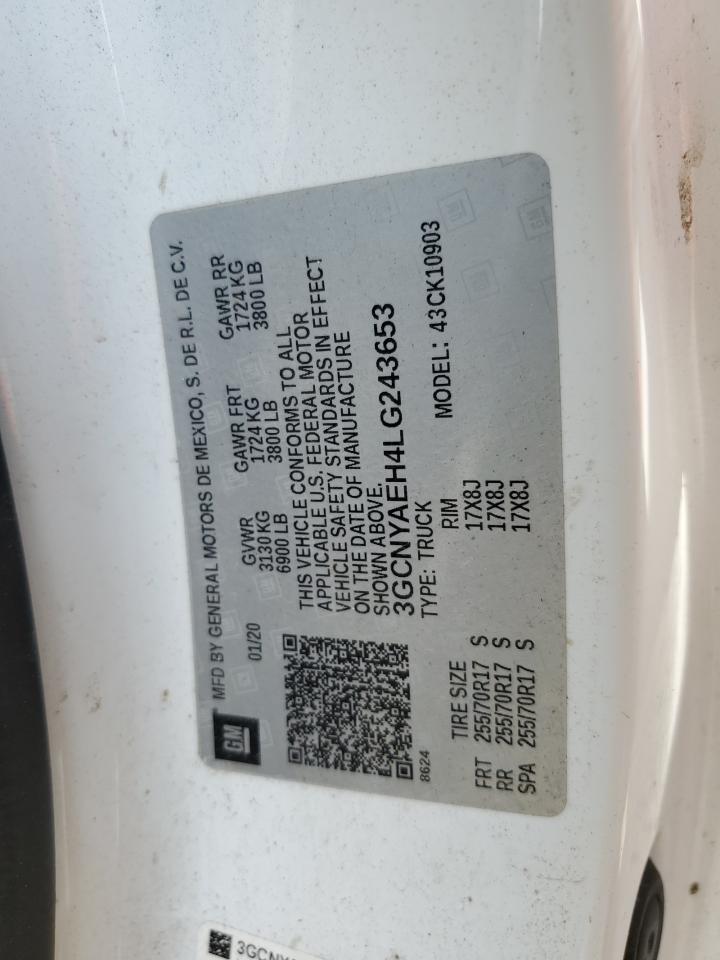 GM
MFD BY GENERAL MOTORS DE MEXICO, S. DE R.L. DE C.V.
01/20
GVWR GAWR FRT GAWR RR
3130 KG 1724 KG 1724 KG
6900 LB 3800 LB 3800 LB
THIS VEHICLE CONFORMS TO ALL
APPLICABLE U.S. FEDERAL MOTOR
VEHICLE SAFETY STANDARDS IN EFFECT
ON THE DATE OF MANUFACTURE
SHOWN ABOVE.
3GCNYAEH4LG243653
8624
TYPE: TRUCK MODEL: 43CK10903
TIRE SIZE RIM
FRT 255/70R17 S 17X8J
RR 255/70R17 S 17X8J
SPA 255/70R17 S 17X8J